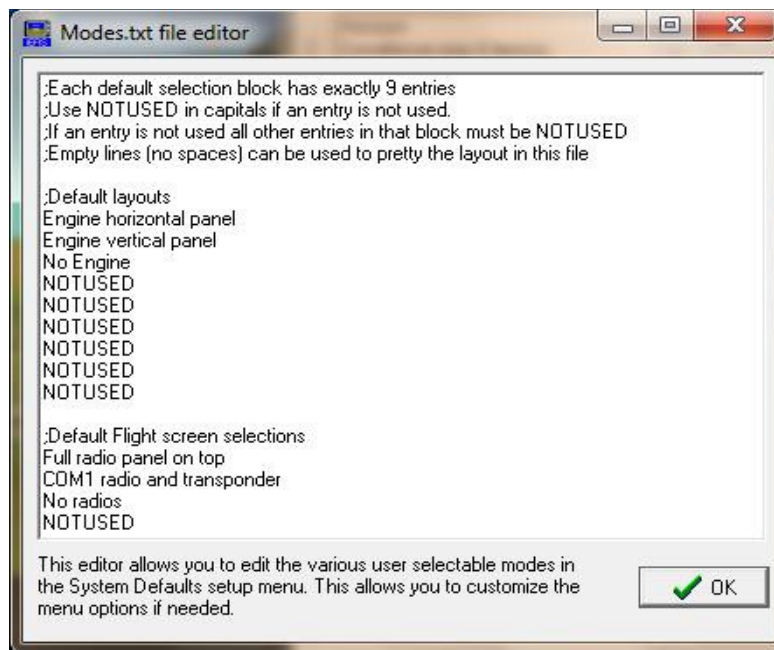 Modes.txt file editor
;Each default selection block has exactly 9 entries
;Use NOTUSED in capitals if an entry is not used.
;If an entry is not used all other entries in that block must be NOTUSED
;Empty lines (no spaces) can be used to pretty the layout in this file
;Default layouts
Engine horizontal panel
Engine vertical panel
No Engine
NOTUSED
NOTUSED
NOTUSED
NOTUSED
NOTUSED
NOTUSED
;Default Flight screen selections
Full radio panel on top
COM1 radio and transponder
No radios
NOTUSED
This editor allows you to edit the various user selectable modes in
the System Defaults setup menu. This allows you to customize the
menu options if needed.
OK